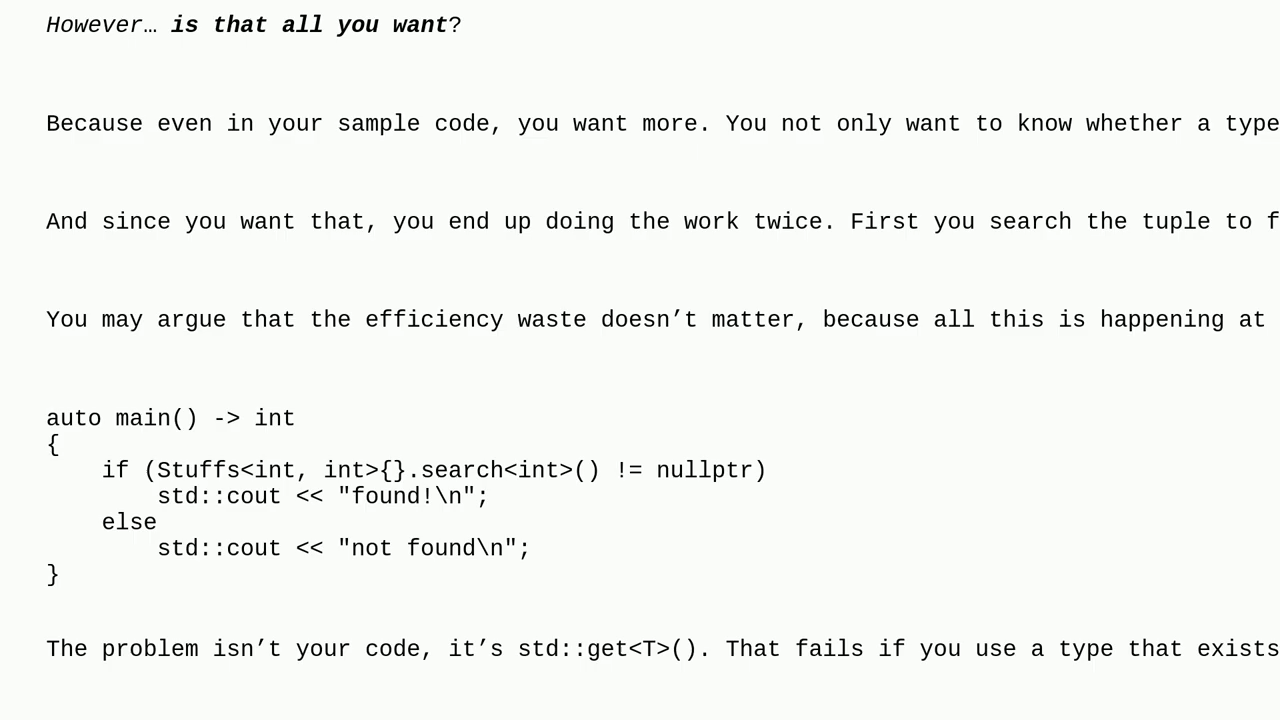 However… is that all you want?
Because even in your sample code, you want more. You not only want to know whether a type
And since you want that, you end up doing the work twice. First you search the tuple to f
You may argue that the efficiency waste doesn’t matter, because all this is happening at
auto main() -> int
{
    if (Stuffs<int, int>{}.search<int>() != nullptr)
        std::cout << "found!\n";
    else
        std::cout << "not found\n";
}
The problem isn’t your code, it’s std::get<T>(). That fails if you use a type that exists